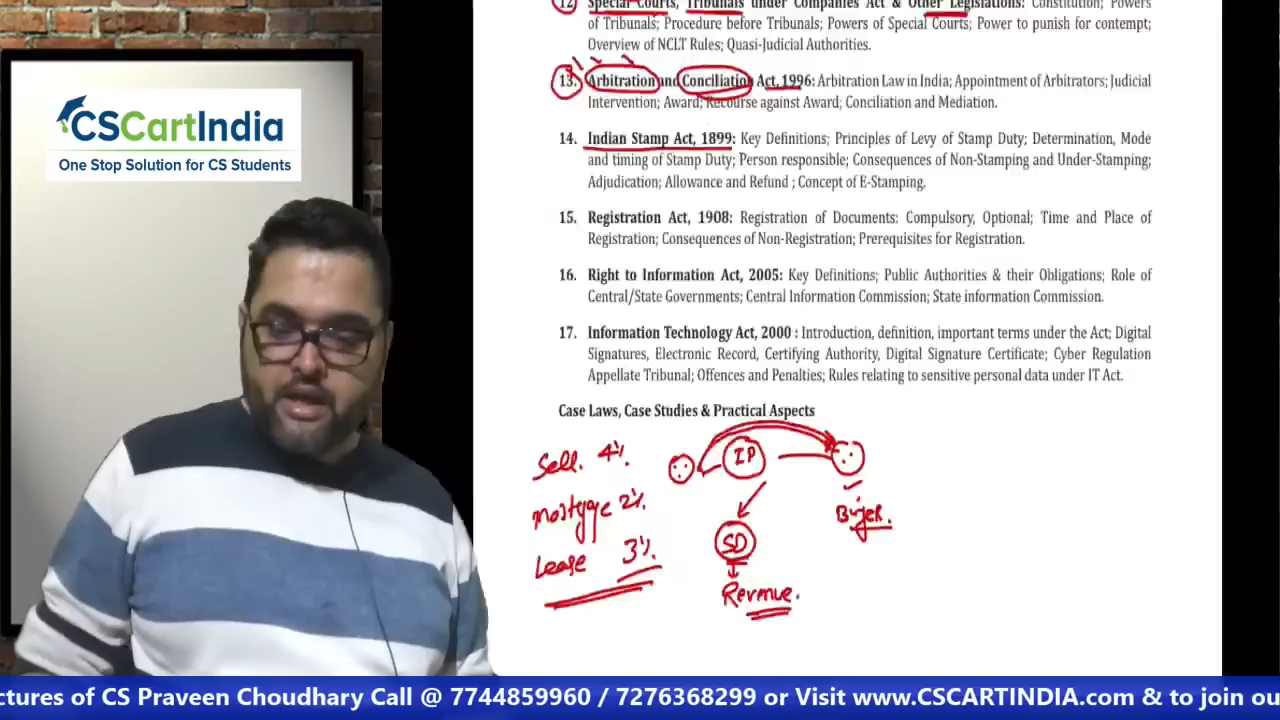 12. Special Courts, Tribunals under Companies Act & Other Legislations: Constitution; Powers
of Tribunals; Procedure before Tribunals; Powers of Special Courts; Power to punish for contempt;
Overview of NCLT Rules; Quasi-Judicial Authorities.
13. Arbitration and Conciliation Act, 1996: Arbitration Law in India; Appointment of Arbitrators; Judicial
Intervention; Award; Recourse against Award; Conciliation and Mediation.
14. Indian Stamp Act, 1899: Key Definitions; Principles of Levy of Stamp Duty; Determination, Mode
and timing of Stamp Duty; Person responsible; Consequences of Non-Stamping and Under-Stamping;
Adjudication; Allowance and Refund ; Concept of E-Stamping.
15. Registration Act, 1908: Registration of Documents: Compulsory, Optional; Time and Place of
Registration; Consequences of Non-Registration; Prerequisites for Registration.
16. Right to Information Act, 2005: Key Definitions; Public Authorities & their Obligations; Role of
Central/State Governments; Central Information Commission; State information Commission.
17. Information Technology Act, 2000 : Introduction, definition, important terms under the Act; Digital
Signatures, Electronic Record, Certifying Authority, Digital Signature Certificate; Cyber Regulation
Appellate Tribunal; Offences and Penalties; Rules relating to sensitive personal data under IT Act.
Case Laws, Case Studies & Practical Aspects
Sell. 4%.
IP
mortgage 2%.
Lease 3%.
SD
Revenue.
CSCartIndia
One Stop Solution for CS Students
ctures of CS Praveen Choudhary Call @ 7744859960 / 7276368299 or Visit www.CSCARTINDIA.com & to join ou